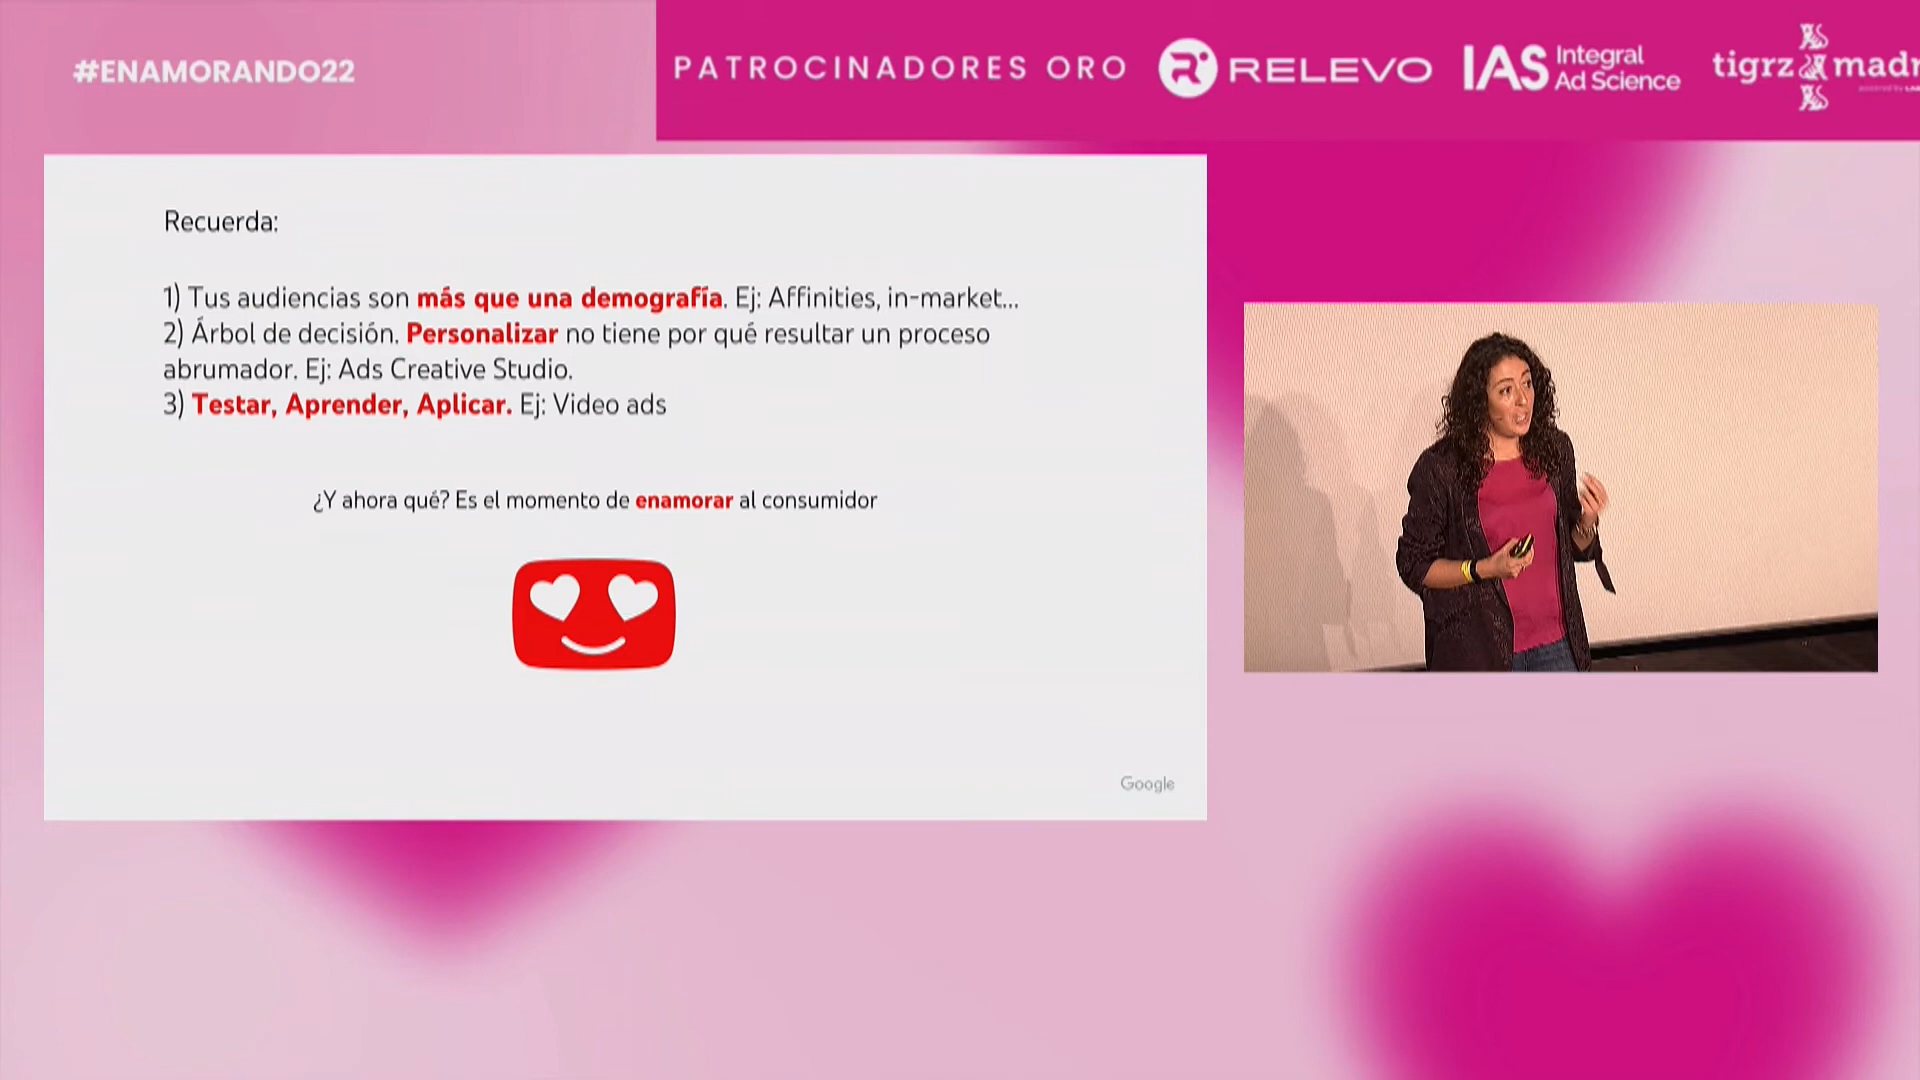 #ENAMORANDO22
PATROCINADORES ORO
RELEVO
IAS Integral
Ad Science
tigrz
Recuerda:
1) Tus audiencias son más que una demografía. Ej: Affinities, in-market...
2) Árbol de decisión. Personalizar no tiene por qué resultar un proceso
abrumador. Ej: Ads Creative Studio.
3) Testar, Aprender, Aplicar. Ej: Video ads
¿Y ahora qué? Es el momento de enamorar al consumidor
Google